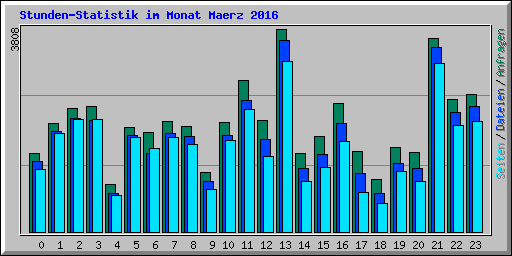 Stunden-Statistik im Monat Maerz 2016
3808
Seiten / Dateien / Anfragen
0 1 2 3 4 5 6 7 8 9 10 11 12 13 14 15 16 17 18 19 20 21 22 23